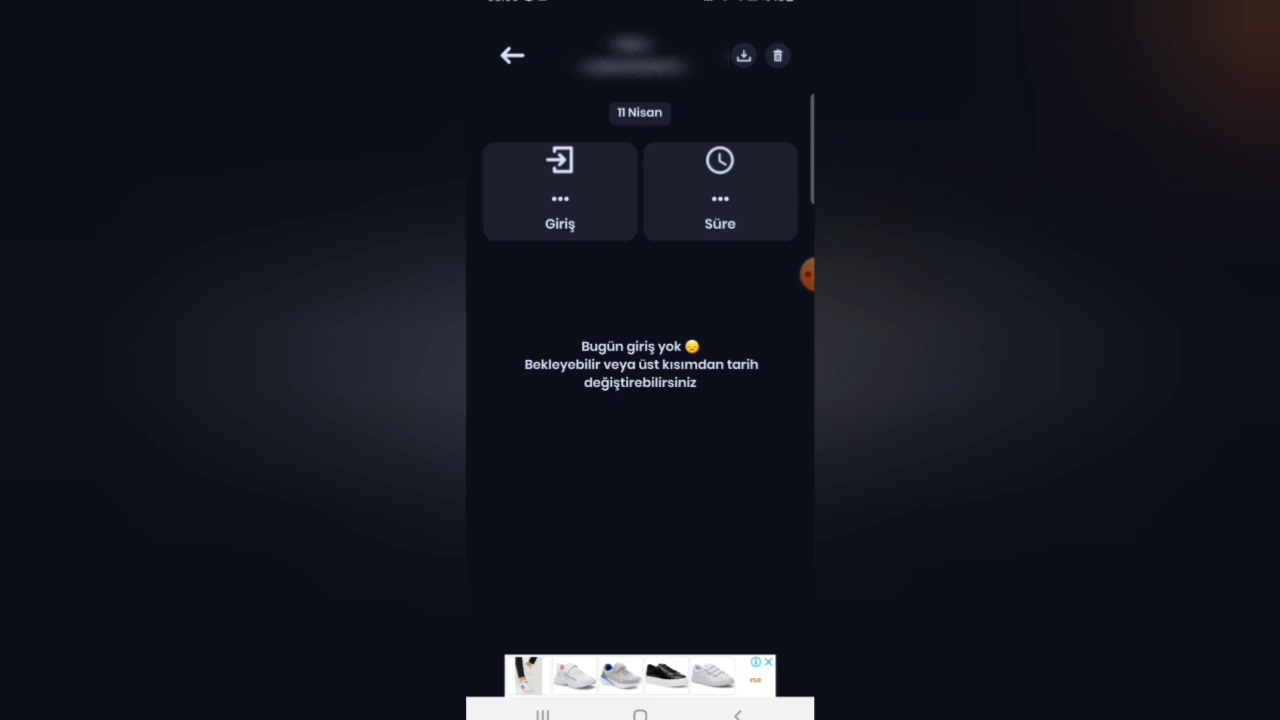 11 Nisan
Giriş
Süre
Bugün giriş yok 😞
Bekleyebilir veya üst kısımdan tarih
değiştirebilirsiniz